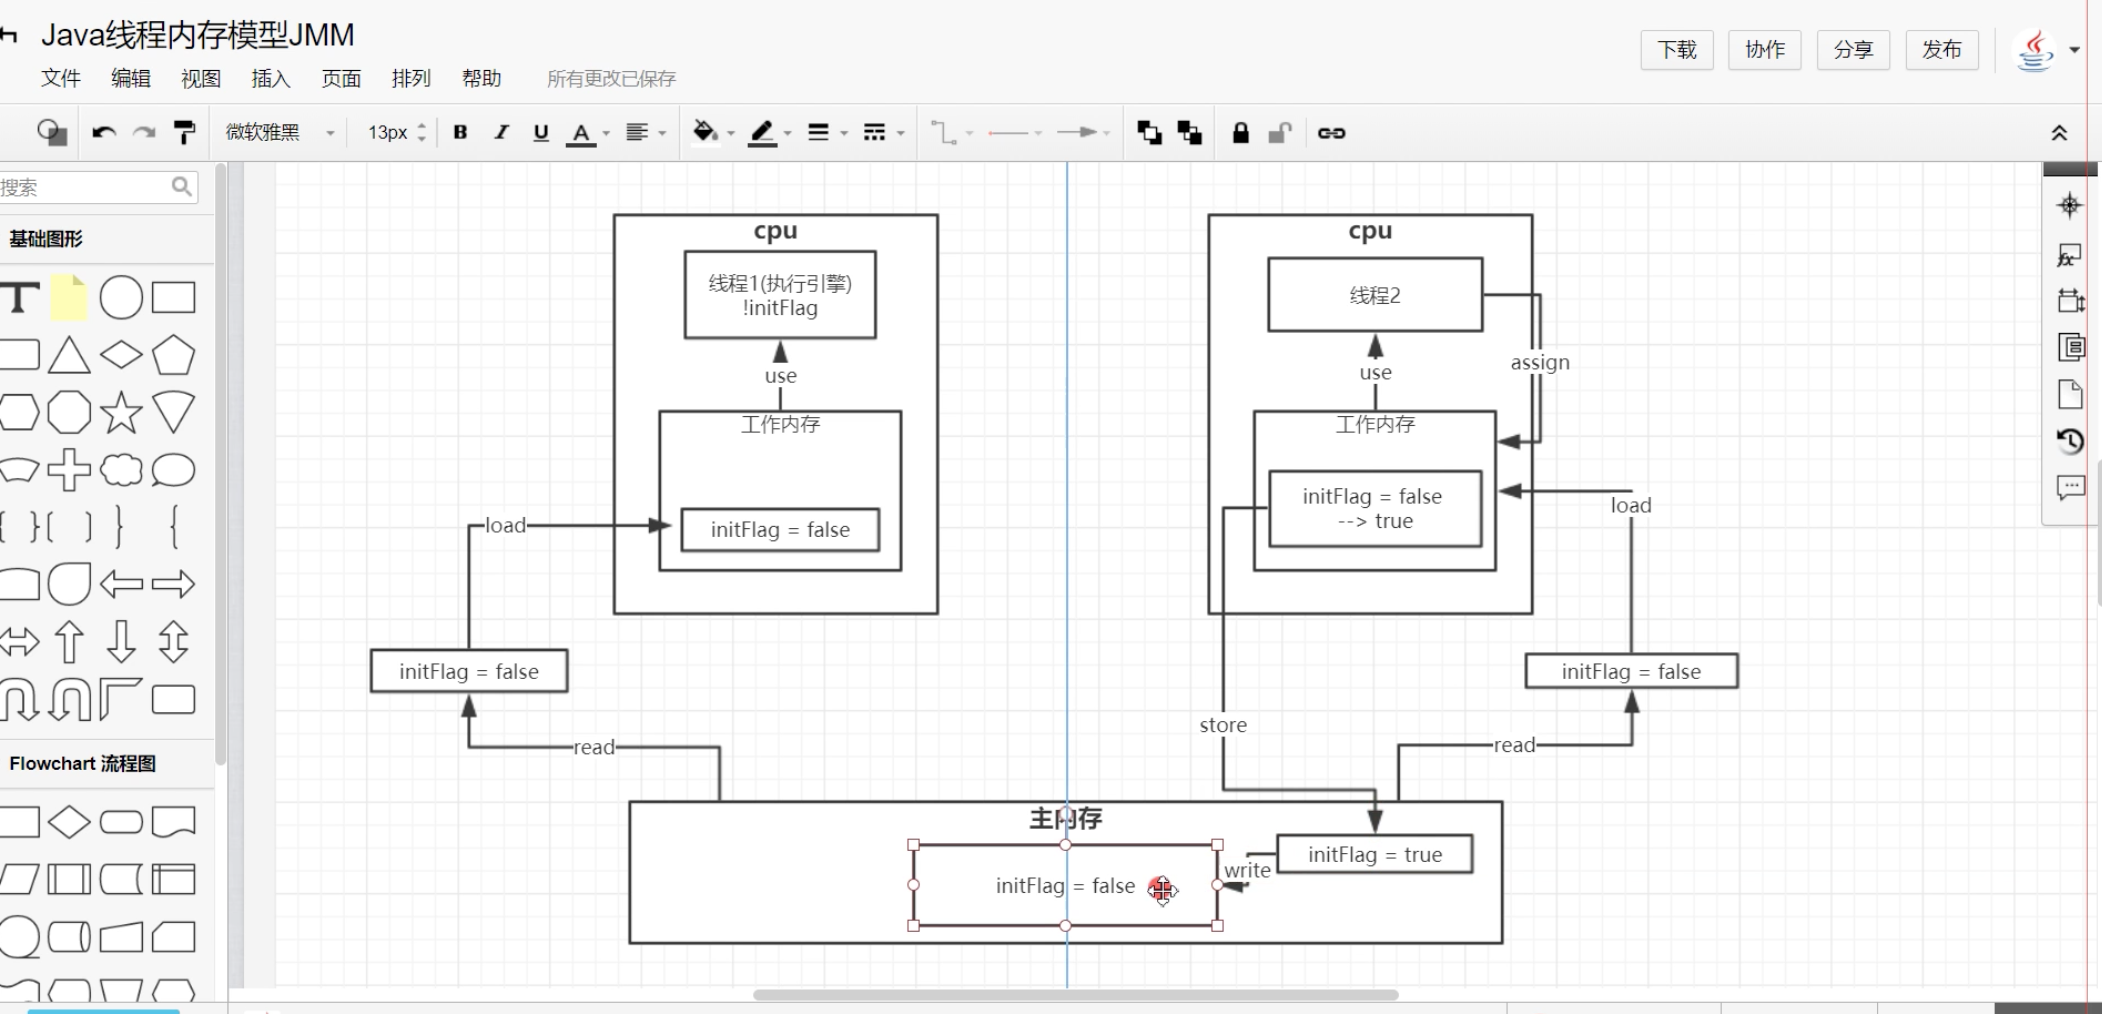 Java线程内存模型JMM
下载
协作
分享
发布
文件
编辑
视图
插入
页面
排列
帮助
所有更改已保存
微软雅黑
13px
B
I
U
A
搜索
基础图形
T
Flowchart 流程图
cpu
线程1(执行引擎)
!initFlag
use
工作内存
initFlag = false
load
initFlag = false
read
cpu
线程2
assign
use
工作内存
initFlag = false
--> true
load
initFlag = false
store
read
主内存
initFlag = false
write
initFlag = true
fx